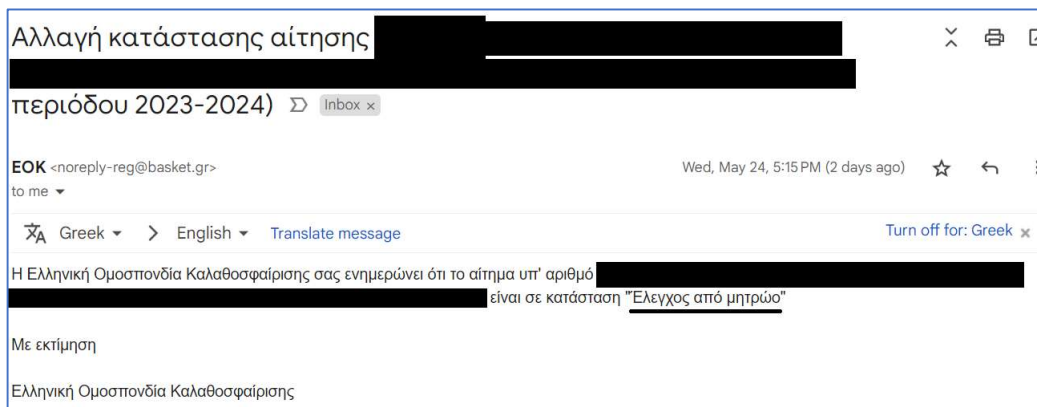 Αλλαγή κατάστασης αίτησης
περιόδου 2023-2024) Inbox x
EOK <noreply-reg@basket.gr> Wed, May 24, 5:15 PM (2 days ago)
to me
Greek > English Translate message Turn off for: Greek x
Η Ελληνική Ομοσπονδία Καλαθοσφαίρισης σας ενημερώνει ότι το αίτημα υπ' αριθμό
είναι σε κατάσταση "Έλεγχος από μητρώο"
Με εκτίμηση
Ελληνική Ομοσπονδία Καλαθοσφαίρισης